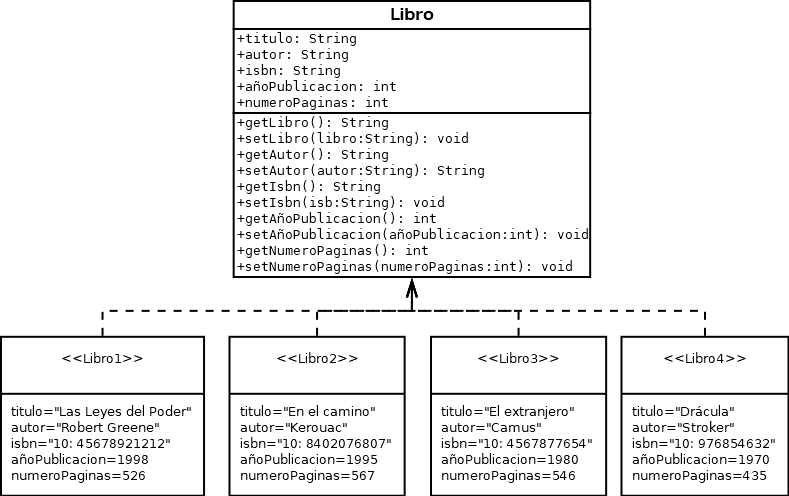 Libro
+titulo: String
+autor: String
+isbn: String
+añoPublicacion: int
+numeroPaginas: int
+getLibro(): String
+setLibro(libro:String): void
+getAutor(): String
+setAutor(autor:String): String
+getIsbn(): String
+setIsbn(isb:String): void
+getAñoPublicacion(): int
+setAñoPublicacion(añoPublicacion:int): void
+getNumeroPaginas(): int
+setNumeroPaginas(numeroPaginas:int): void
<<Libro1>>
titulo="Las Leyes del Poder"
autor="Robert Greene"
isbn="10: 45678921212"
añoPublicacion=1998
numeroPaginas=526
<<Libro2>>
titulo="En el camino"
autor="Kerouac"
isbn="10: 8402076807"
añoPublicacion=1995
numeroPaginas=567
<<Libro3>>
titulo="El extranjero"
autor="Camus"
isbn="10: 4567877654"
añoPublicacion=1980
numeroPaginas=546
<<Libro4>>
titulo="Drácula"
autor="Stroker"
isbn="10: 976854632"
añoPublicacion=1970
numeroPaginas=435